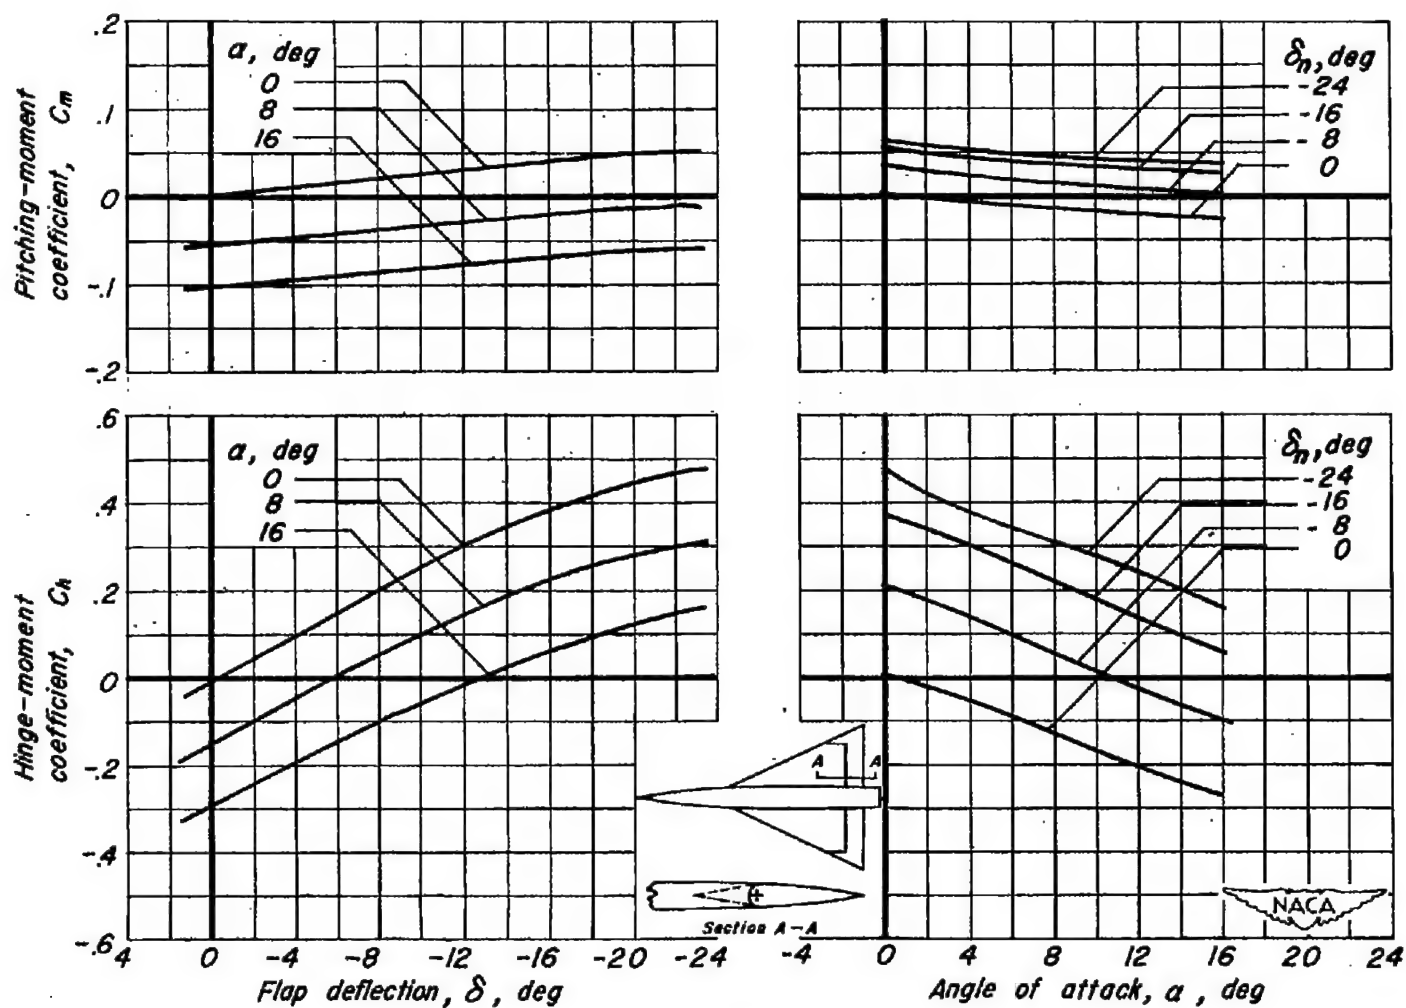 .2
.1
0
-.1
-.2
Pitching-moment
coefficient, Cm
α, deg
0
8
16
δn, deg
-24
-16
-8
0
.6
.4
.2
0
-.2
-.4
-.6
Hinge-moment
coefficient, Ch
α, deg
0
8
16
δn, deg
-24
-16
-8
0
A A
Section A-A
NACA
4 0 -4 -8 -12 -16 -20 -24
Flap deflection, δ, deg
-4 0 4 8 12 16 20 24
Angle of attack, α, deg